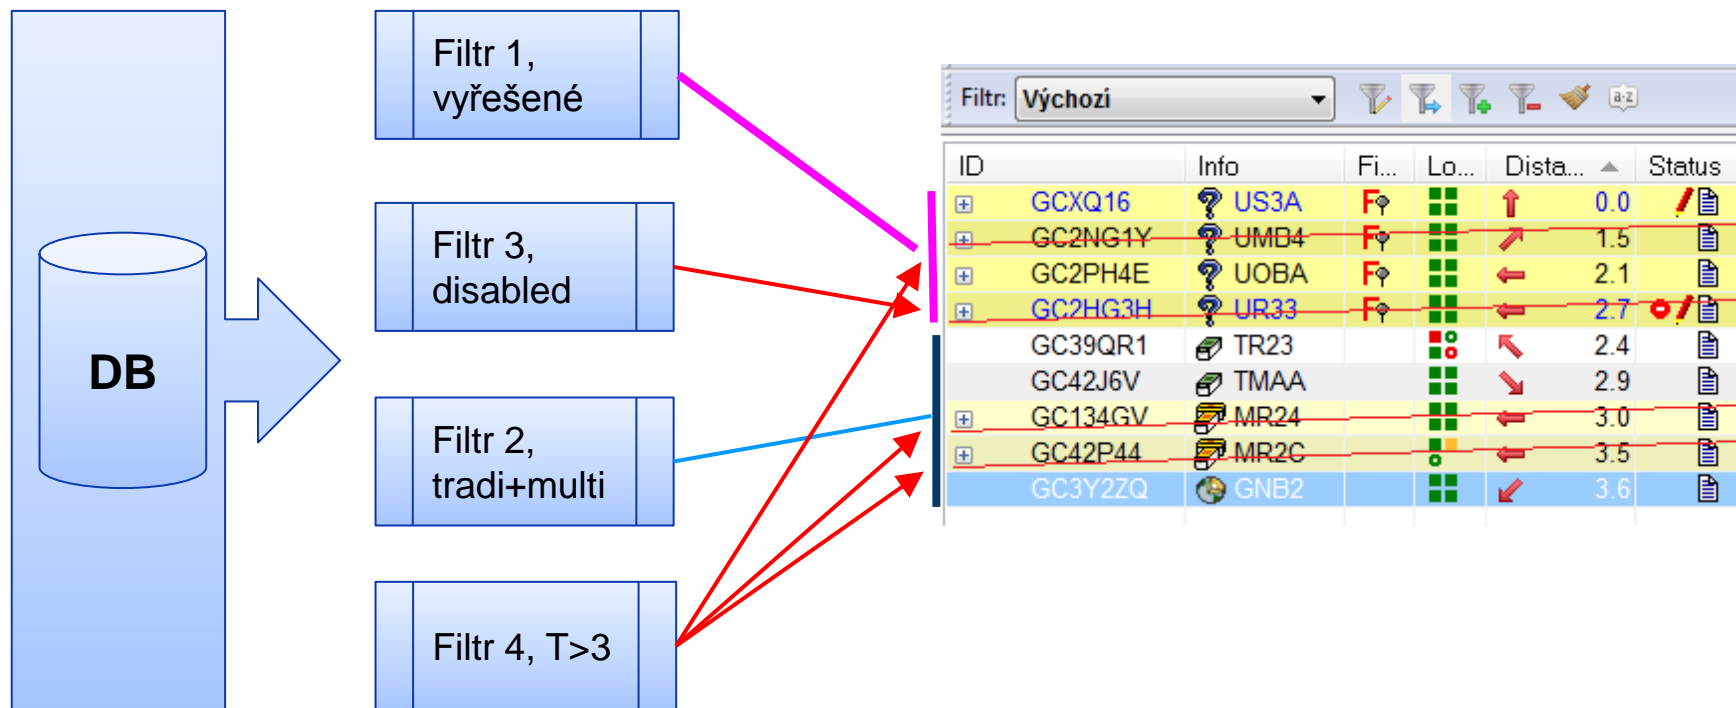 DB
Filtr 1,
vyřešené
Filtr 3,
disabled
Filtr 2,
tradi+multi
Filtr 4, T>3
Filtr: Výchozí a-z
ID Info Fi... Lo... Dista... Status
GCXQ16 US3A F 0.0
GC2NG1Y UMB4 F 1.5
GC2PH4E UOBA F 2.1
GC2HG3H UR33 F 2.7
GC39QR1 TR23 2.4
GC42J6V TMAA 2.9
GC134GV MR24 3.0
GC42P44 MR2C 3.5
GC3Y2ZQ GNB2 3.6